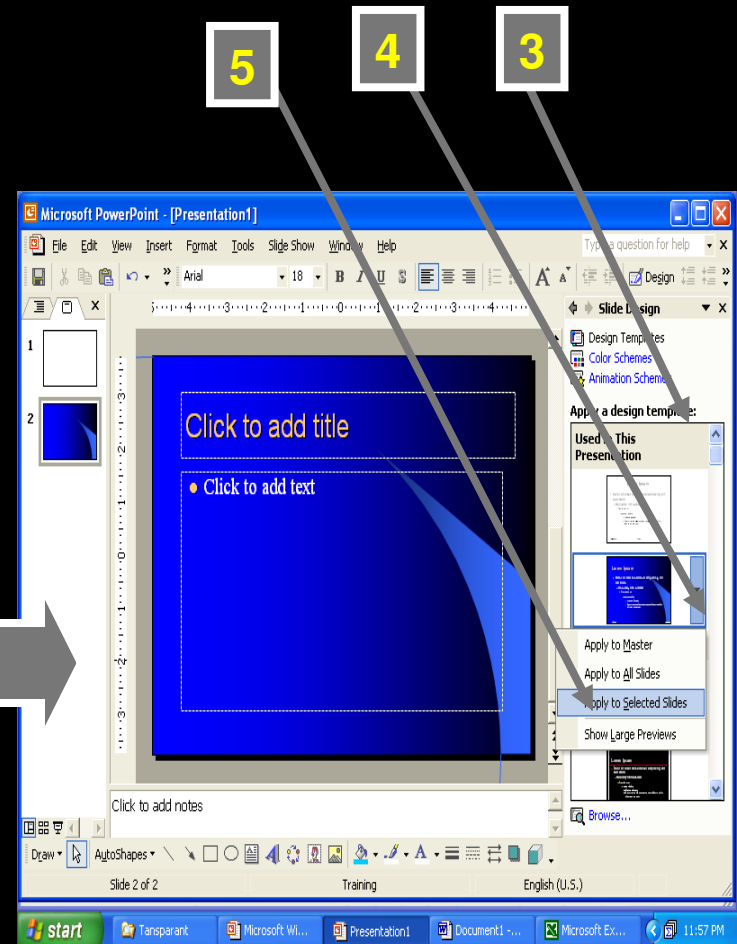 5 4 3
Microsoft PowerPoint - [Presentation1]
File Edit View Insert Format Tools Slide Show Window Help
Arial 18 B I U S A A Design
Slide Design
1
2
Design Templates
Color Schemes
Animation Schemes
Apply a design template:
Used in This
Presentation
Click to add title
Click to add text
Apply to Master
Apply to All Slides
Apply to Selected Slides
Show Large Previews
Browse...
Click to add notes
Draw AutoShapes
Slide 2 of 2 Training English (U.S.)
start Tansparant Microsoft Wi... Presentation1 Document1 -... Microsoft Ex... 11:57 PM